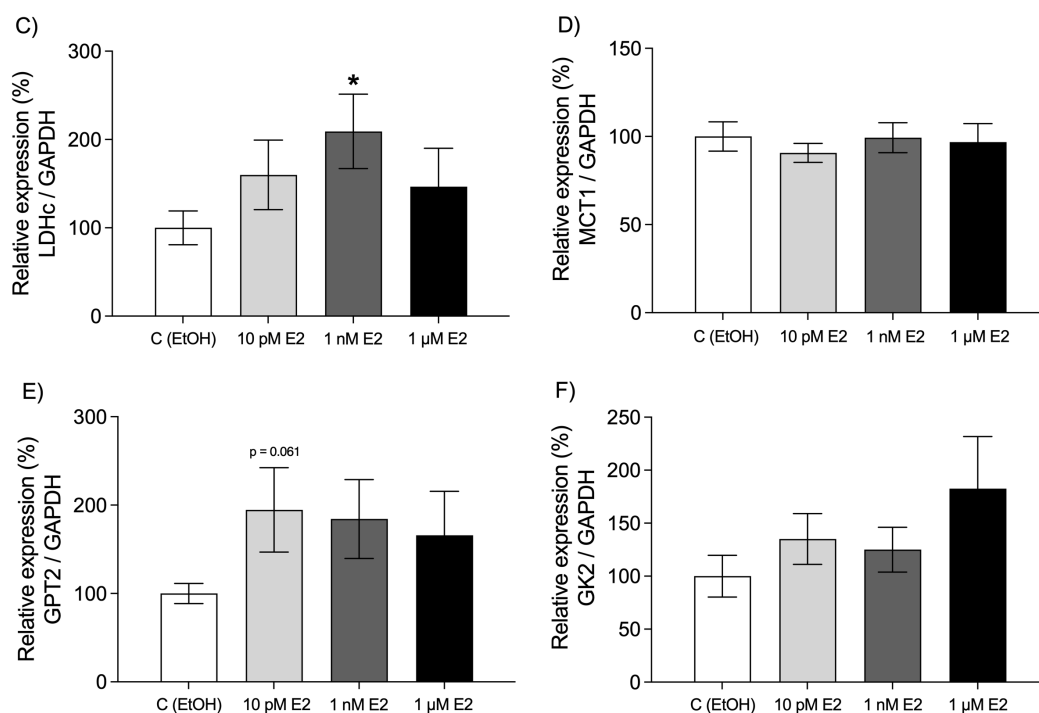 C)
Relative expression (%)
LDHc / GAPDH
300
200
100
0
*
C (EtOH) 10 pM E2 1 nM E2 1 µM E2
D)
Relative expression (%)
MCT1 / GAPDH
150
100
50
0
C (EtOH) 10 pM E2 1 nM E2 1 µM E2
E)
Relative expression (%)
GPT2 / GAPDH
300
200
100
0
p = 0.061
C (EtOH) 10 pM E2 1 nM E2 1 µM E2
F)
Relative expression (%)
GK2 / GAPDH
250
200
150
100
50
0
C (EtOH) 10 pM E2 1 nM E2 1 µM E2